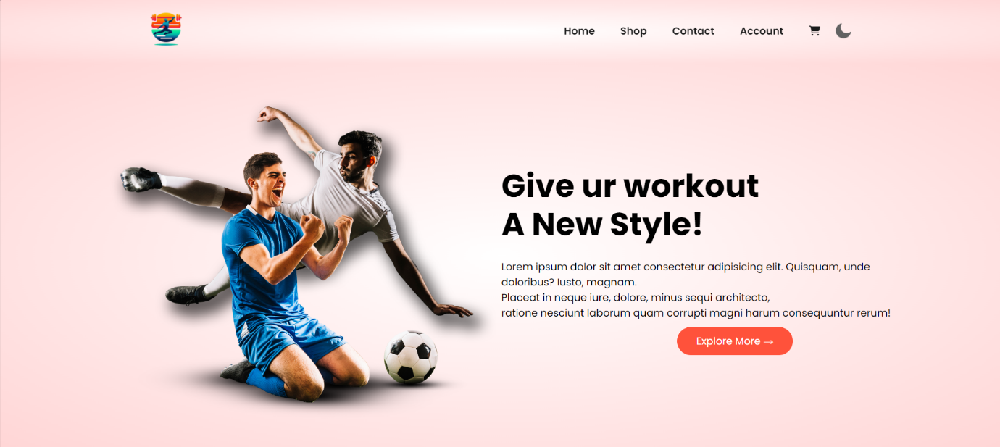 Home Shop Contact Account
Give ur workout
A New Style!
Lorem ipsum dolor sit amet consectetur adipisicing elit. Quisquam, unde
doloribus? Iusto, magnam.
Placeat in neque iure, dolore, minus sequi architecto,
ratione nesciunt laborum quam corrupti magni harum consequuntur rerum!
Explore More →